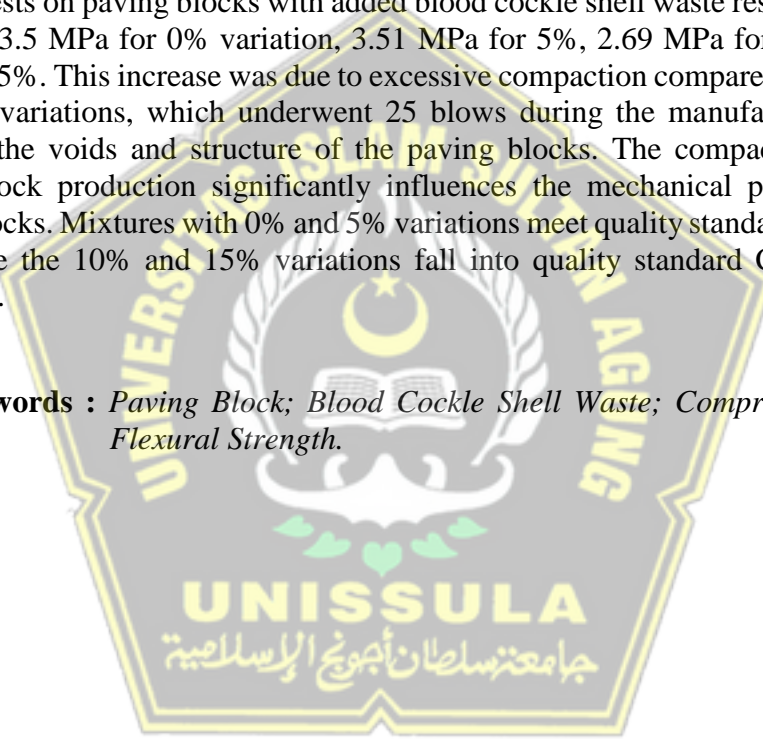 ests on paving blocks with added blood cockle shell waste res
3.5 MPa for 0% variation, 3.51 MPa for 5%, 2.69 MPa for
5%. This increase was due to excessive compaction compare
variations, which underwent 25 blows during the manufa
the voids and structure of the paving blocks. The compac
ock production significantly influences the mechanical p
ocks. Mixtures with 0% and 5% variations meet quality standa
e the 10% and 15% variations fall into quality standard
.
words : Paving Block; Blood Cockle Shell Waste; Compr
Flexural Strength.
UNIVERSITAS ISLAM SULTAN AGUNG
UNISSULA
جامعة سلطان أجونج الإسلامية